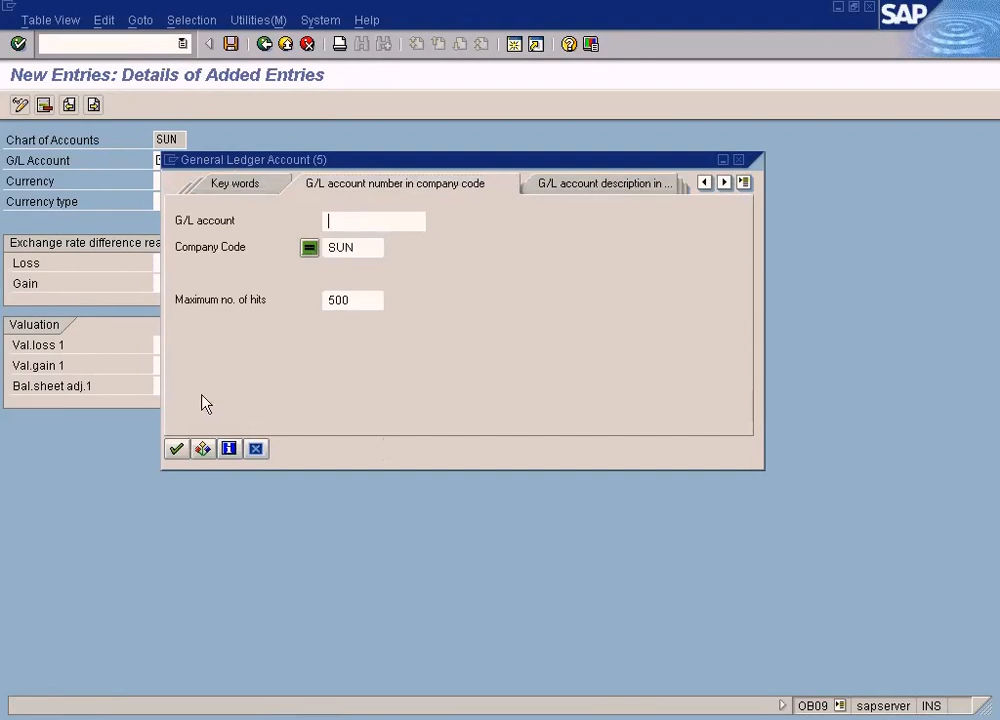 Table View Edit Goto Selection Utilities(M) System Help
SAP
New Entries: Details of Added Entries
Chart of Accounts SUN
G/L Account
Currency
Currency type
Exchange rate difference rea
Loss
Gain
Valuation
Val.loss 1
Val.gain 1
Bal.sheet adj.1
General Ledger Account (5)
Key words G/L account number in company code G/L account description in ...
G/L account
Company Code SUN
Maximum no. of hits 500
OB09 sapserver INS